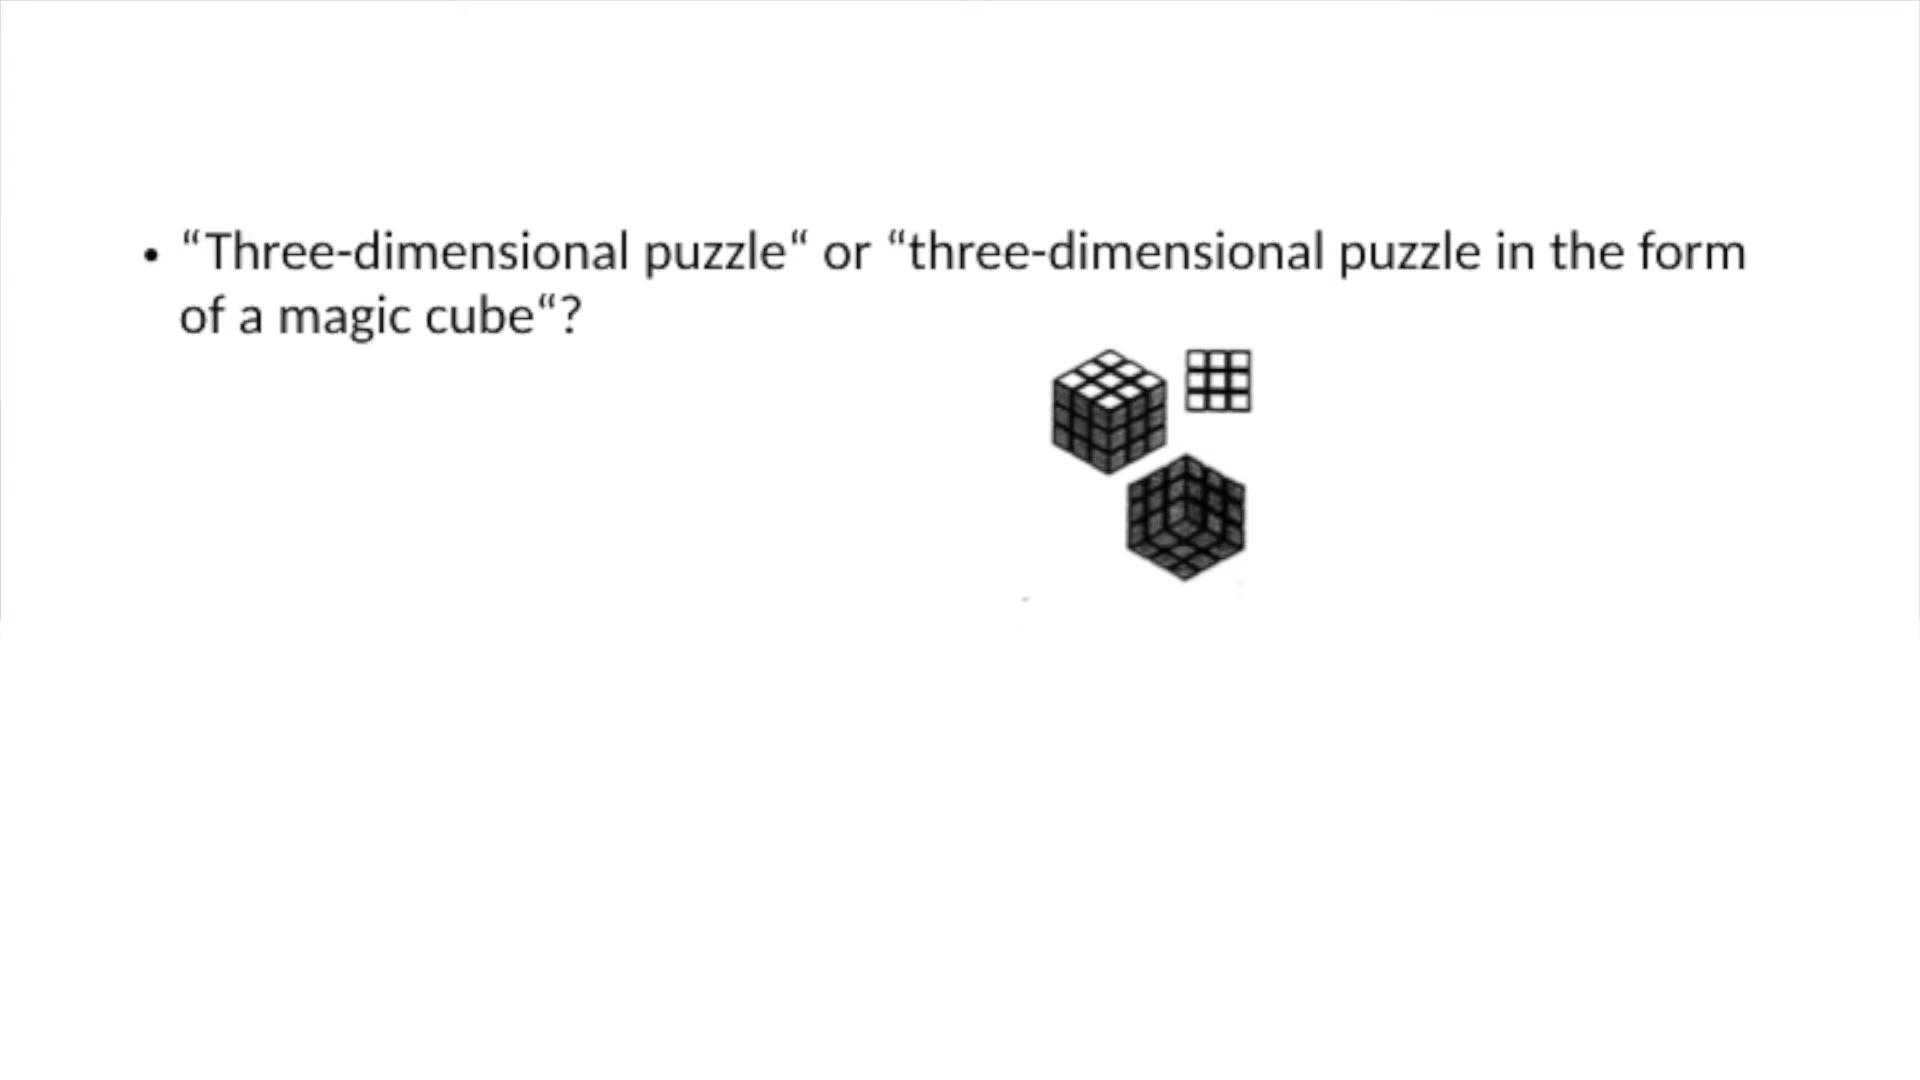 • “Three-dimensional puzzle“ or “three-dimensional puzzle in the form
of a magic cube“?